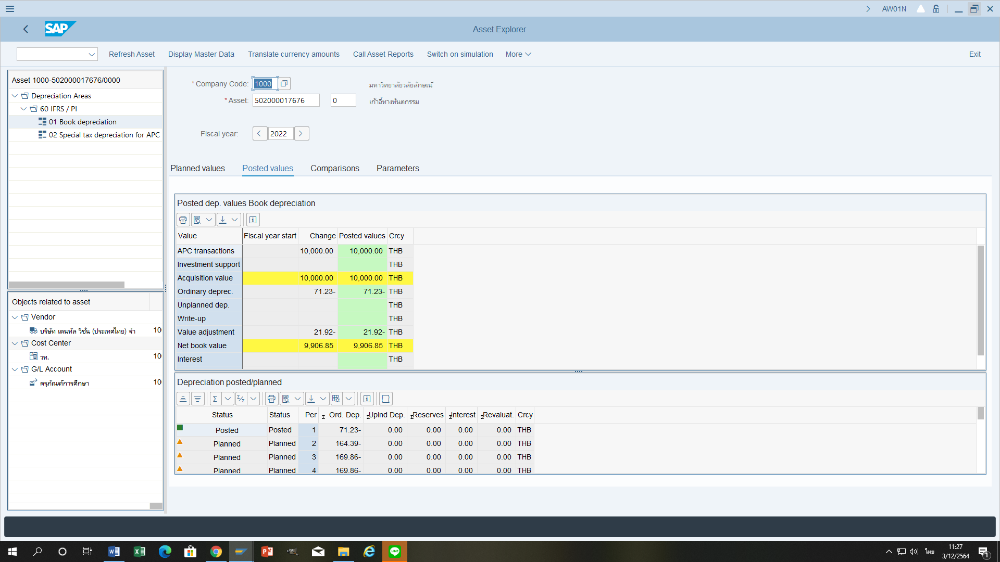 AW01N
SAP
Asset Explorer
Refresh Asset Display Master Data Translate currency amounts Call Asset Reports Switch on simulation More Exit
Asset 1000-502000017676/0000
Depreciation Areas
60 IFRS / PI
01 Book depreciation
02 Special tax depreciation for APC
Objects related to asset
Vendor
บริษัท เดนทัล วิชั่น (ประเทศไทย) จำ 10
Cost Center
วท. 10
G/L Account
ครุภัณฑ์การศึกษา 10
* Company Code: 1000 มหาวิทยาลัยวลัยลักษณ์
* Asset: 502000017676 0 เก้าอี้ทางทันตกรรม
Fiscal year: 2022
Planned values Posted values Comparisons Parameters
Posted dep. values Book depreciation
Value Fiscal year start Change Posted values Crcy
APC transactions 10,000.00 10,000.00 THB
Investment support THB
Acquisition value 10,000.00 10,000.00 THB
Ordinary deprec. 71.23- 71.23- THB
Unplanned dep. THB
Write-up THB
Value adjustment 21.92- 21.92- THB
Net book value 9,906.85 9,906.85 THB
Interest THB
Depreciation posted/planned
Status Status Per Σ Ord. Dep. ΣUplnd Dep. ΣReserves ΣInterest ΣRevaluat. Crcy
Posted Posted 1 71.23- 0.00 0.00 0.00 0.00 THB
Planned Planned 2 164.39- 0.00 0.00 0.00 0.00 THB
Planned Planned 3 169.86- 0.00 0.00 0.00 0.00 THB
Planned Planned 4 169.86- 0.00 0.00 0.00 0.00 THB
ไทย
11:27
3/12/2564
1